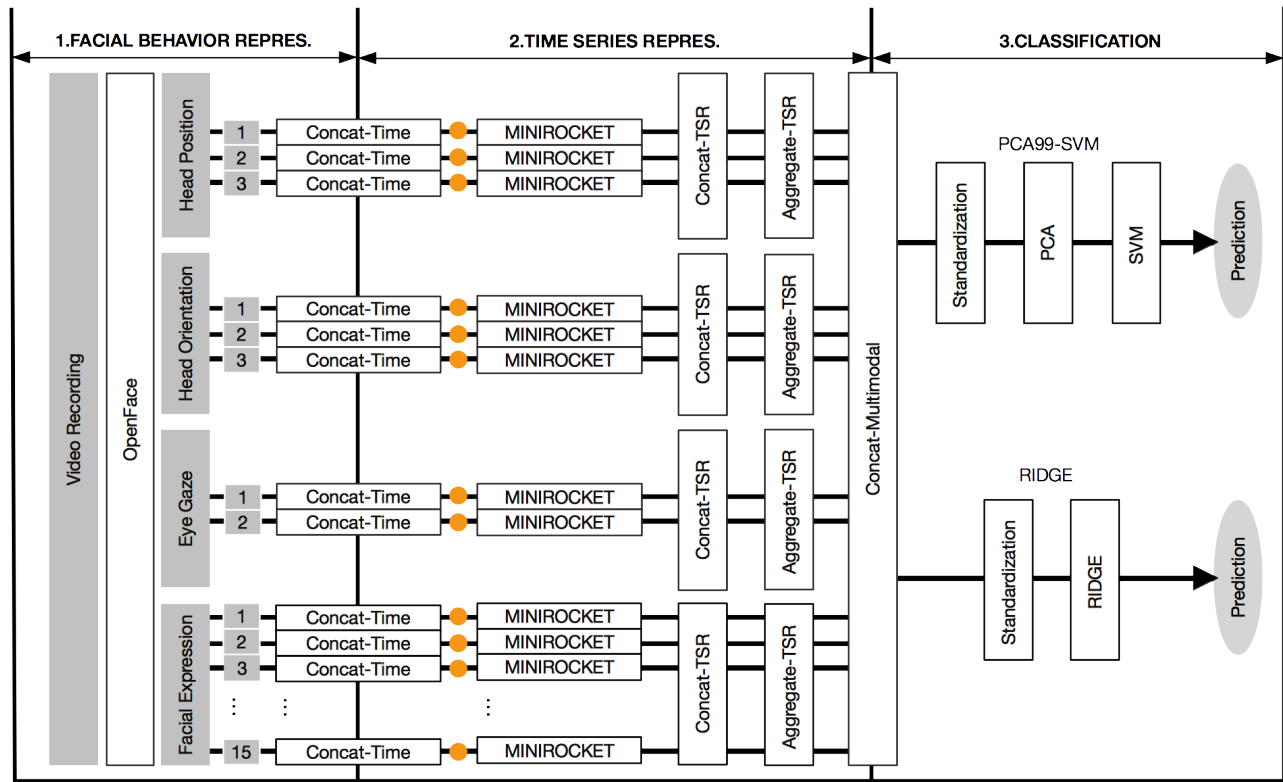 1.FACIAL BEHAVIOR REPRES.
2.TIME SERIES REPRES.
3.CLASSIFICATION
Video Recording
OpenFace
Head Position
1
2
3
Concat-Time
Concat-Time
Concat-Time
MINIROCKET
MINIROCKET
MINIROCKET
Concat-TSR
Aggregate-TSR
Head Orientation
1
2
3
Concat-Time
Concat-Time
Concat-Time
MINIROCKET
MINIROCKET
MINIROCKET
Concat-TSR
Aggregate-TSR
Eye Gaze
1
2
Concat-Time
Concat-Time
MINIROCKET
MINIROCKET
Concat-TSR
Aggregate-TSR
Facial Expression
1
2
3
...
15
Concat-Time
Concat-Time
Concat-Time
...
Concat-Time
MINIROCKET
MINIROCKET
MINIROCKET
...
MINIROCKET
Concat-TSR
Aggregate-TSR
Concat-Multimodal
PCA99-SVM
Standardization
PCA
SVM
Prediction
RIDGE
Standardization
RIDGE
Prediction